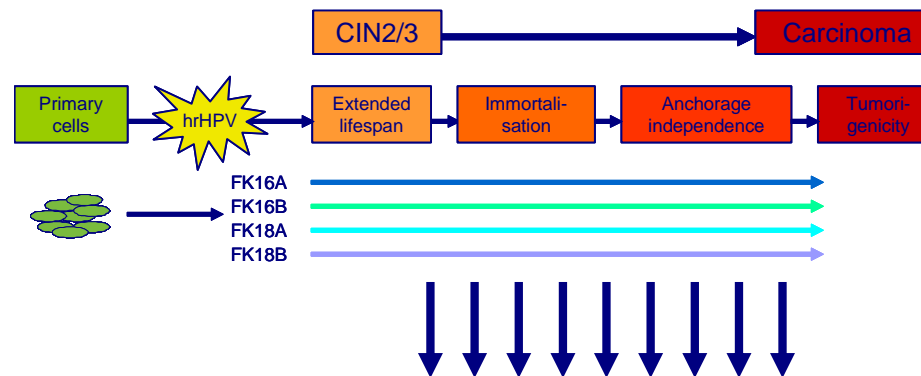 CIN2/3
Carcinoma
Primary
cells
hrHPV
Extended
lifespan
Immortali-
sation
Anchorage
independence
Tumori-
genicity
FK16A
FK16B
FK18A
FK18B